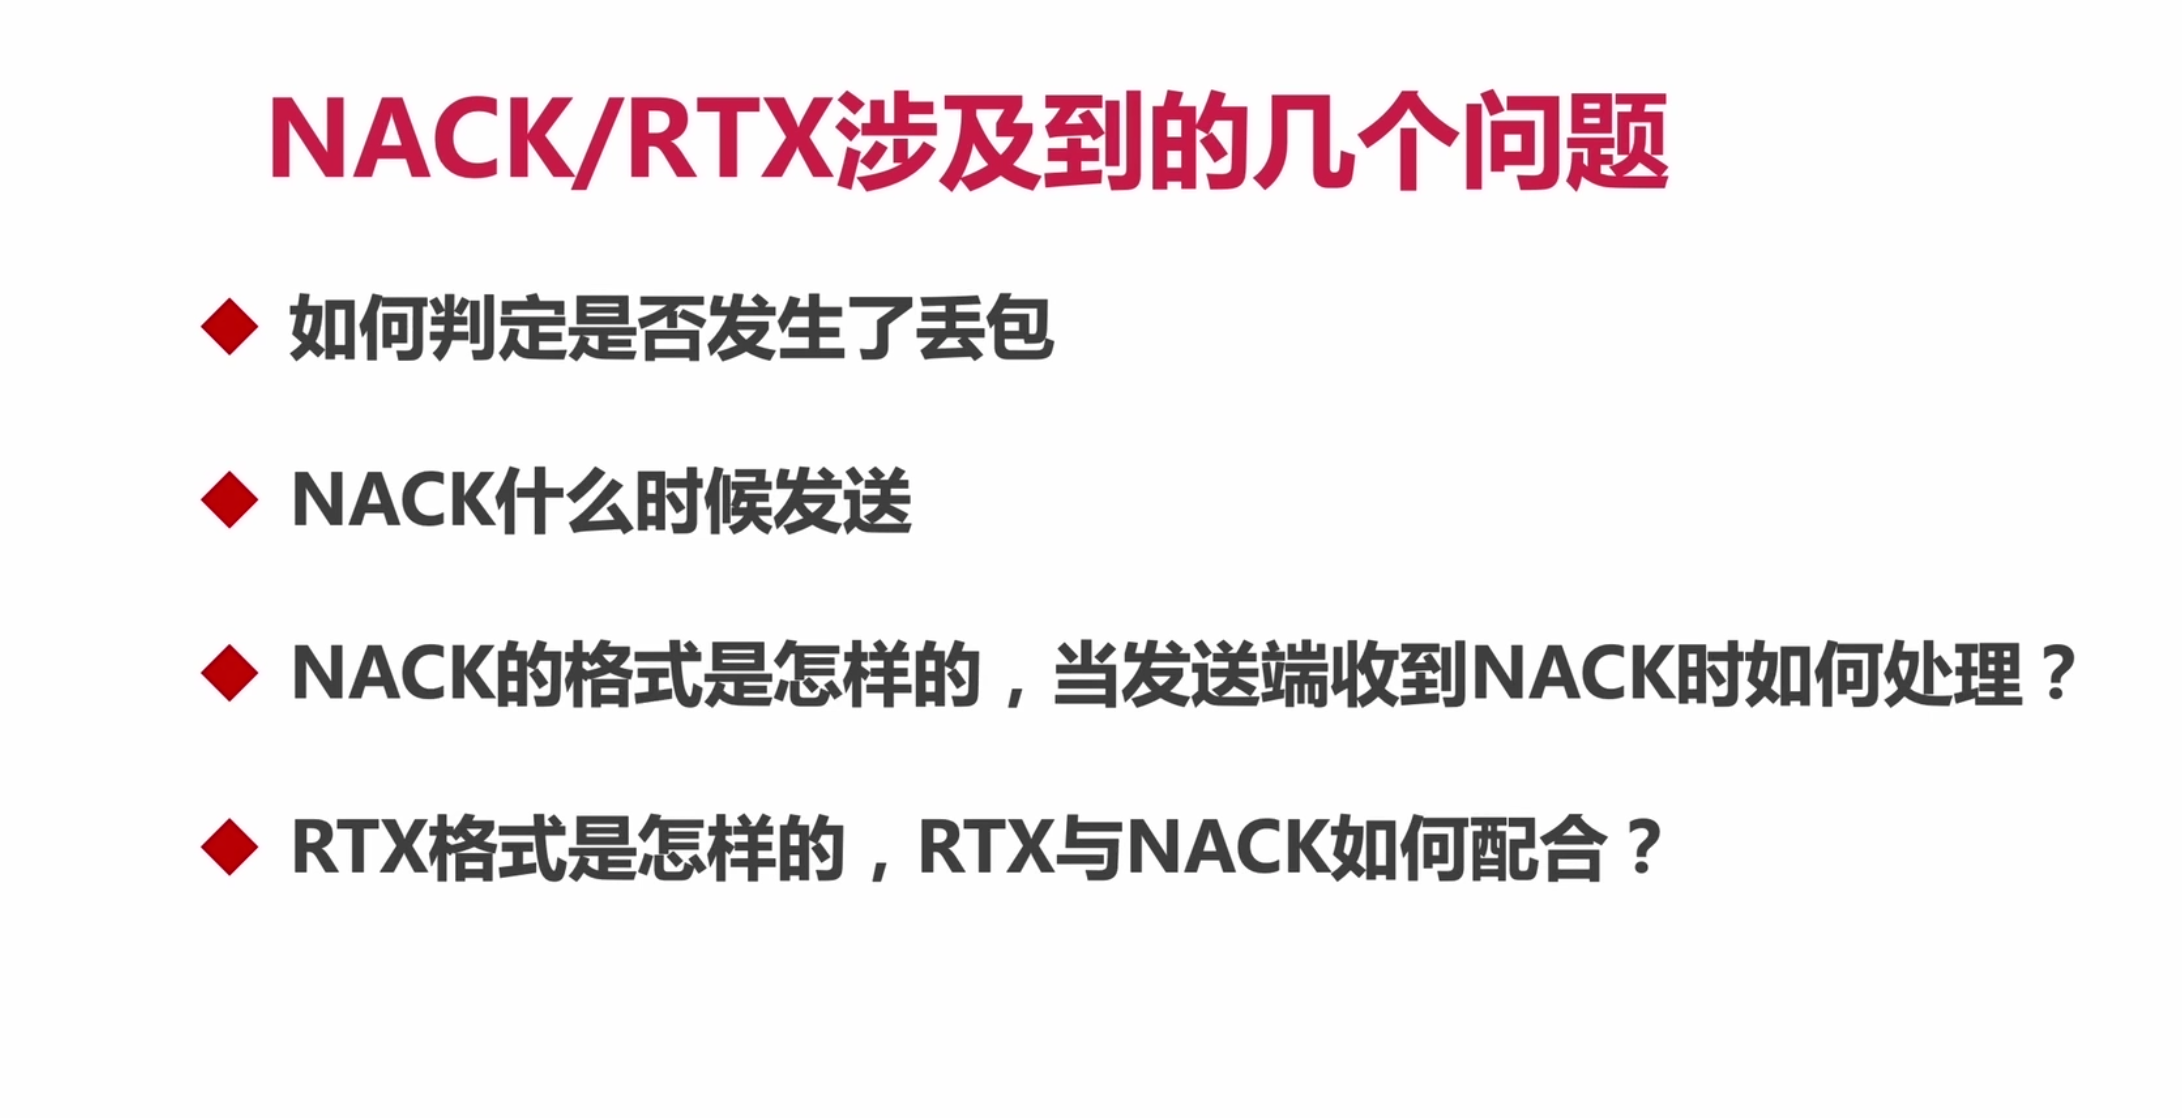 NACK/RTX涉及到的几个问题
如何判定是否发生了丢包
NACK什么时候发送
NACK的格式是怎样的，当发送端收到NACK时如何处理？
RTX格式是怎样的，RTX与NACK如何配合？